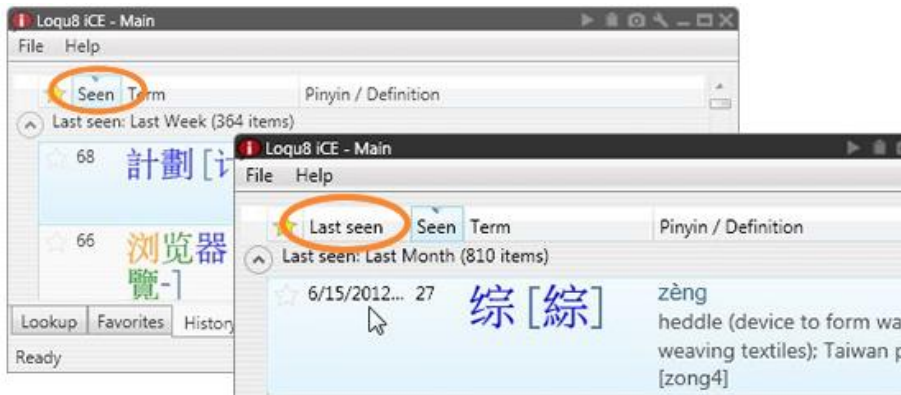 Loqu8 iCE - Main
File Help
Seen Term Pinyin / Definition
Last seen: Last Week (364 items)
68 計劃 [计
66 浏览器
覽-]
Lookup Favorites History
Ready
Loqu8 iCE - Main
File Help
Last seen Seen Term Pinyin / Definition
Last seen: Last Month (810 items)
6/15/2012... 27 综 [綜] zèng
heddle (device to form wa
weaving textiles); Taiwan p
[zong4]